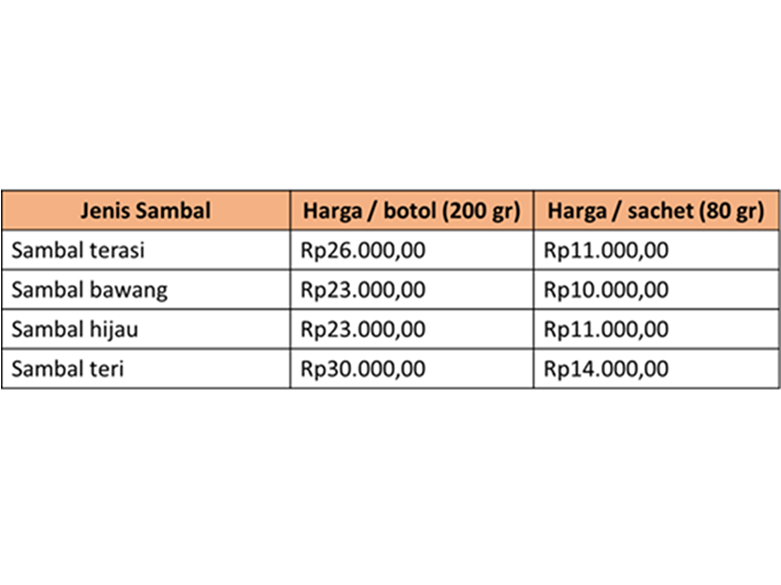 Jenis Sambal Harga / botol (200 gr) Harga / sachet (80 gr)
Sambal terasi Rp26.000,00 Rp11.000,00
Sambal bawang Rp23.000,00 Rp10.000,00
Sambal hijau Rp23.000,00 Rp11.000,00
Sambal teri Rp30.000,00 Rp14.000,00